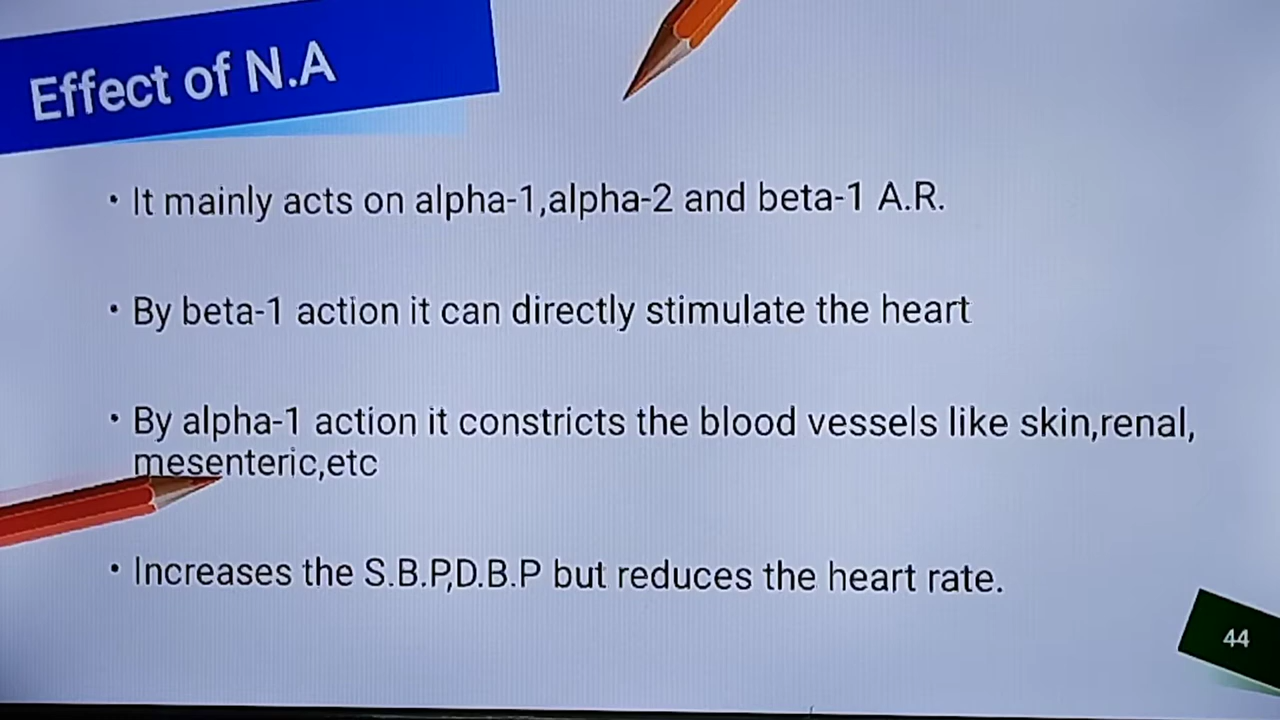 Effect of N.A
• It mainly acts on alpha-1,alpha-2 and beta-1 A.R.
• By beta-1 action it can directly stimulate the heart
• By alpha-1 action it constricts the blood vessels like skin,renal,
mesenteric,etc
• Increases the S.B.P,D.B.P but reduces the heart rate.
44